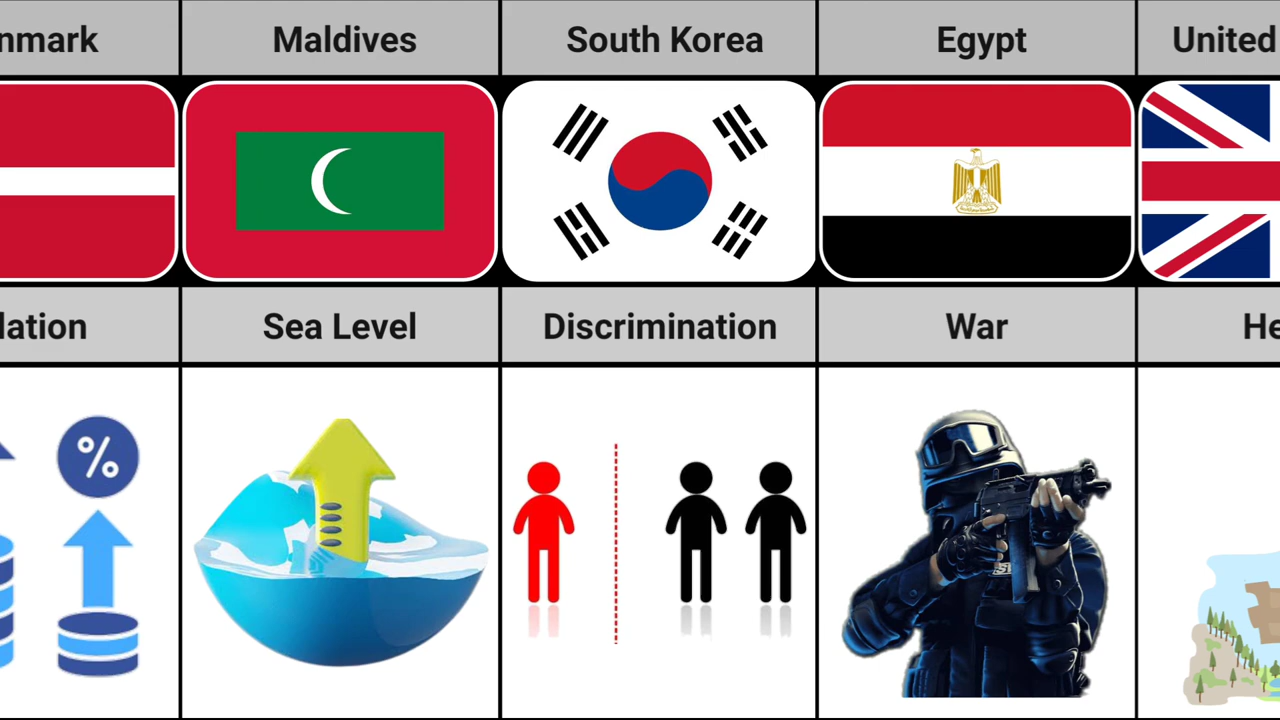 nmark
Maldives
South Korea
Egypt
United
lation
Sea Level
Discrimination
War
He
%